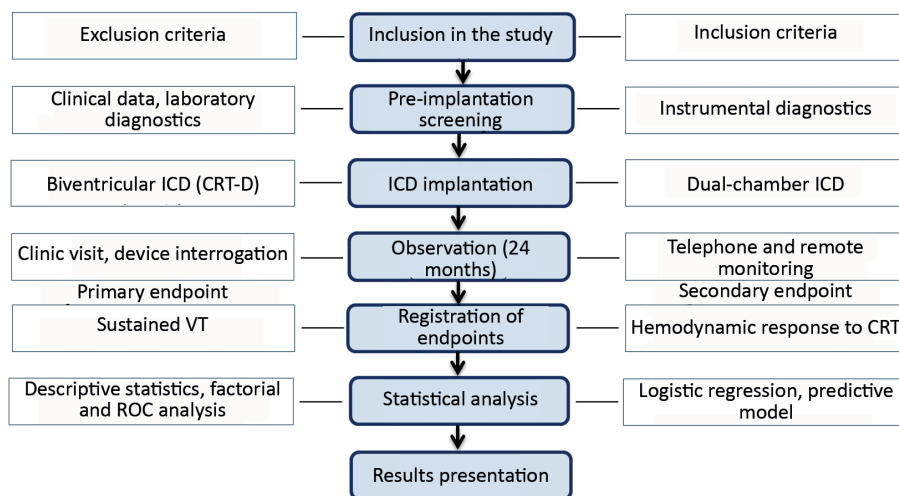 Exclusion criteria
Inclusion in the study
Inclusion criteria
Clinical data, laboratory
diagnostics
Pre-implantation
screening
Instrumental diagnostics
Biventricular ICD (CRT-D)
ICD implantation
Dual-chamber ICD
Clinic visit, device interrogation
Observation (24
months)
Telephone and remote
monitoring
Primary endpoint
Sustained VT
Registration of
endpoints
Secondary endpoint
Hemodynamic response to CRT
Descriptive statistics, factorial
and ROC analysis
Statistical analysis
Logistic regression, predictive
model
Results presentation